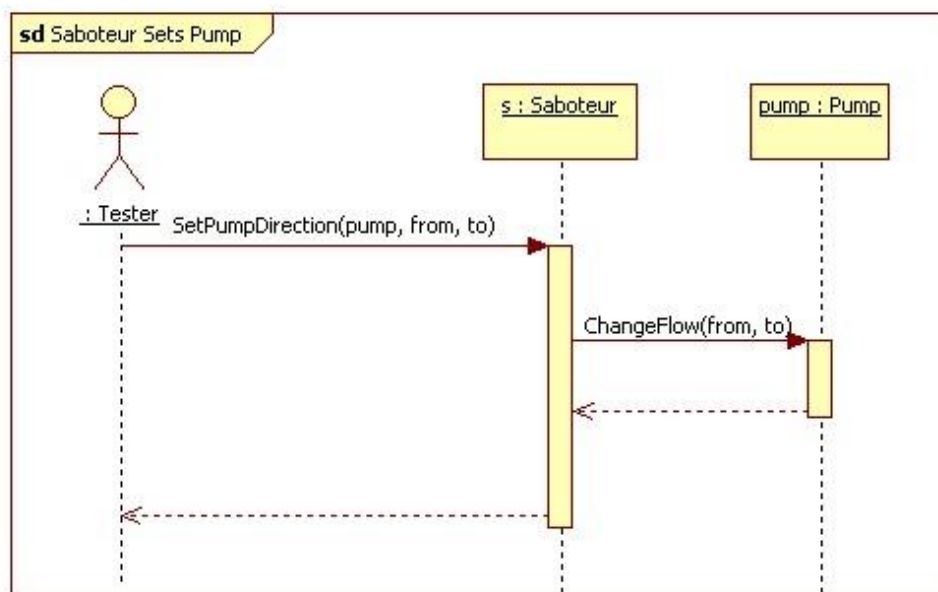 sd Saboteur Sets Pump
s : Saboteur
pump : Pump
: Tester
SetPumpDirection(pump, from, to)
ChangeFlow(from, to)